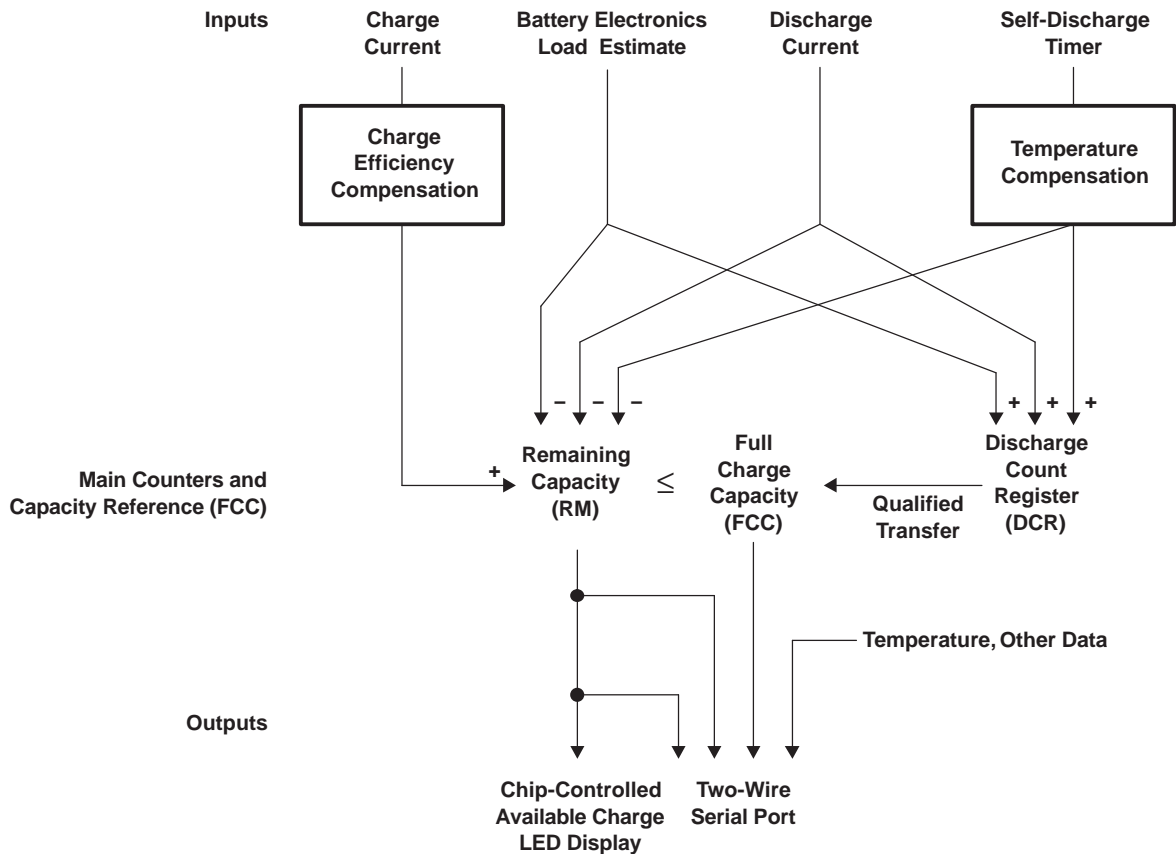 Inputs
Charge
Current
Battery Electronics
Load Estimate
Discharge
Current
Self-Discharge
Timer
Charge
Efficiency
Compensation
Temperature
Compensation
– – –
+ + +
Main Counters and
Capacity Reference (FCC)
+
Remaining
Capacity
(RM)
≤
Full
Charge
Capacity
(FCC)
Qualified
Transfer
Discharge
Count
Register
(DCR)
Temperature, Other Data
Outputs
Chip-Controlled
Available Charge
LED Display
Two-Wire
Serial Port